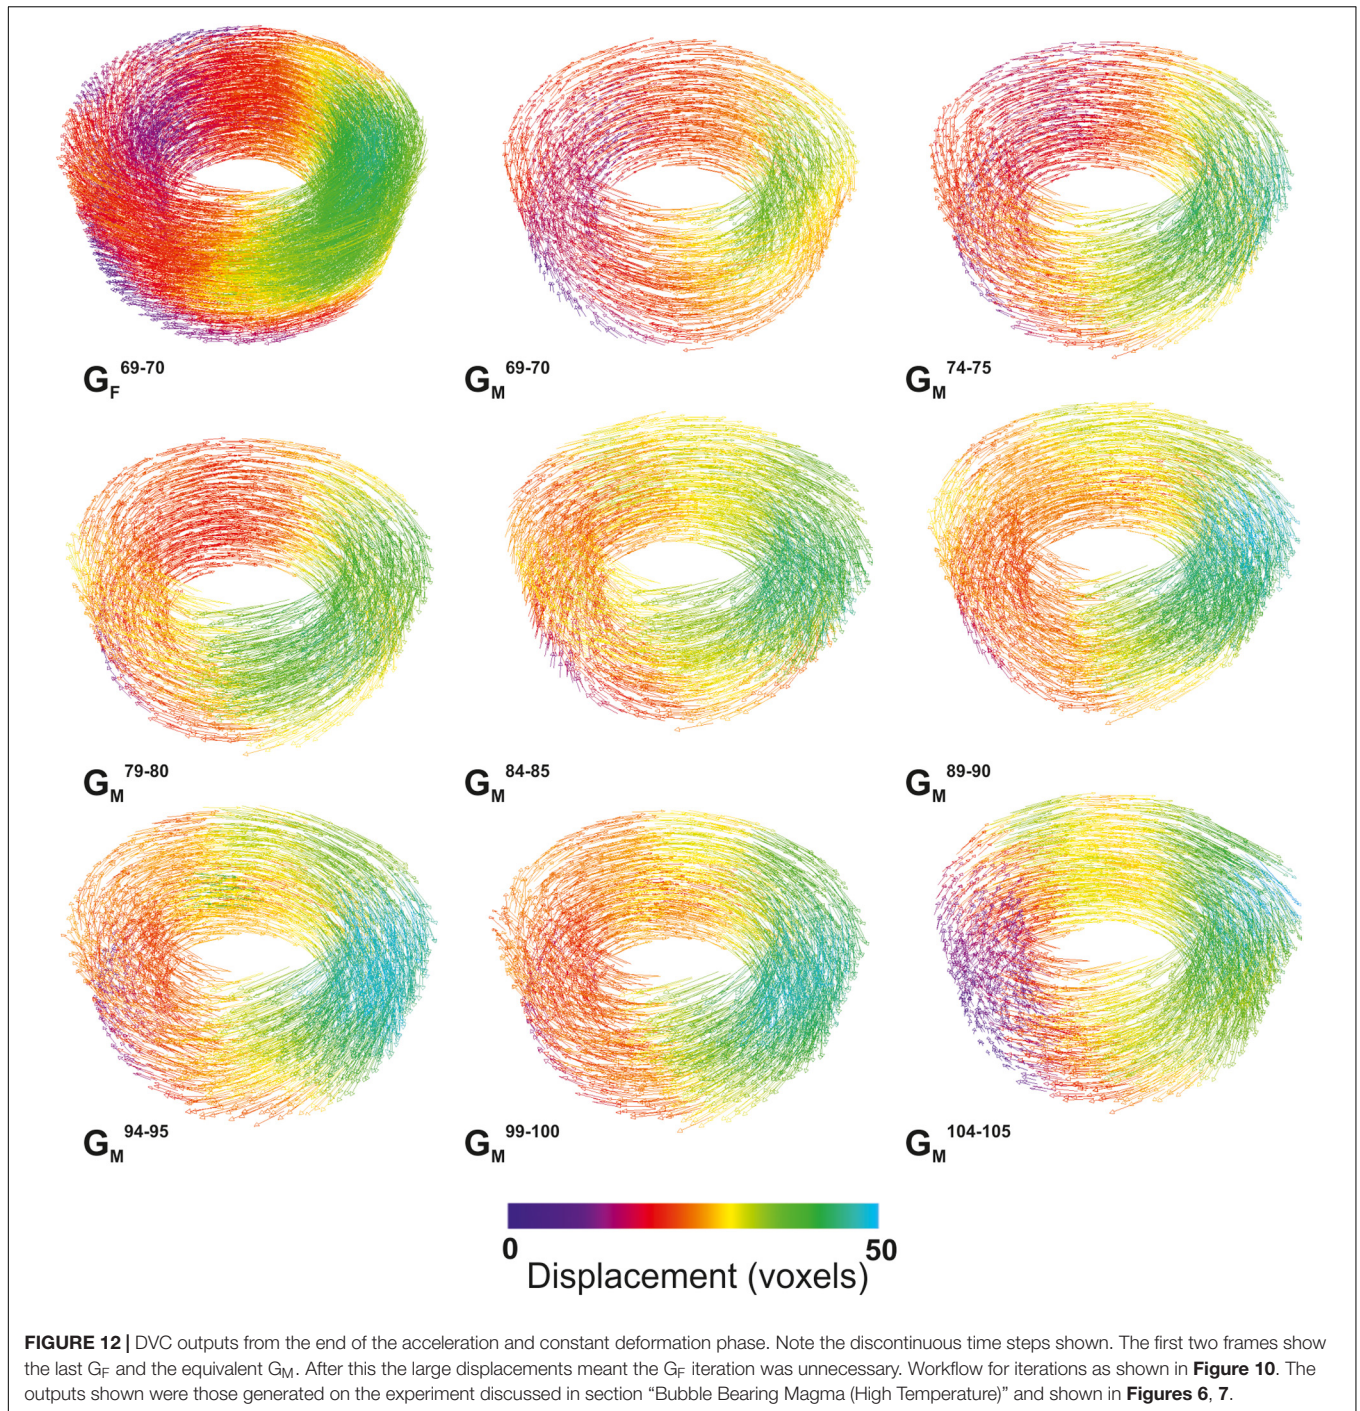 G_F^69-70
G_M^69-70
G_M^74-75
G_M^79-80
G_M^84-85
G_M^89-90
G_M^94-95
G_M^99-100
G_M^104-105
0 50
Displacement (voxels)
FIGURE 12 | DVC outputs from the end of the acceleration and constant deformation phase. Note the discontinuous time steps shown. The first two frames show
the last G_F and the equivalent G_M. After this the large displacements meant the G_F iteration was unnecessary. Workflow for iterations as shown in Figure 10. The
outputs shown were those generated on the experiment discussed in section “Bubble Bearing Magma (High Temperature)” and shown in Figures 6, 7.